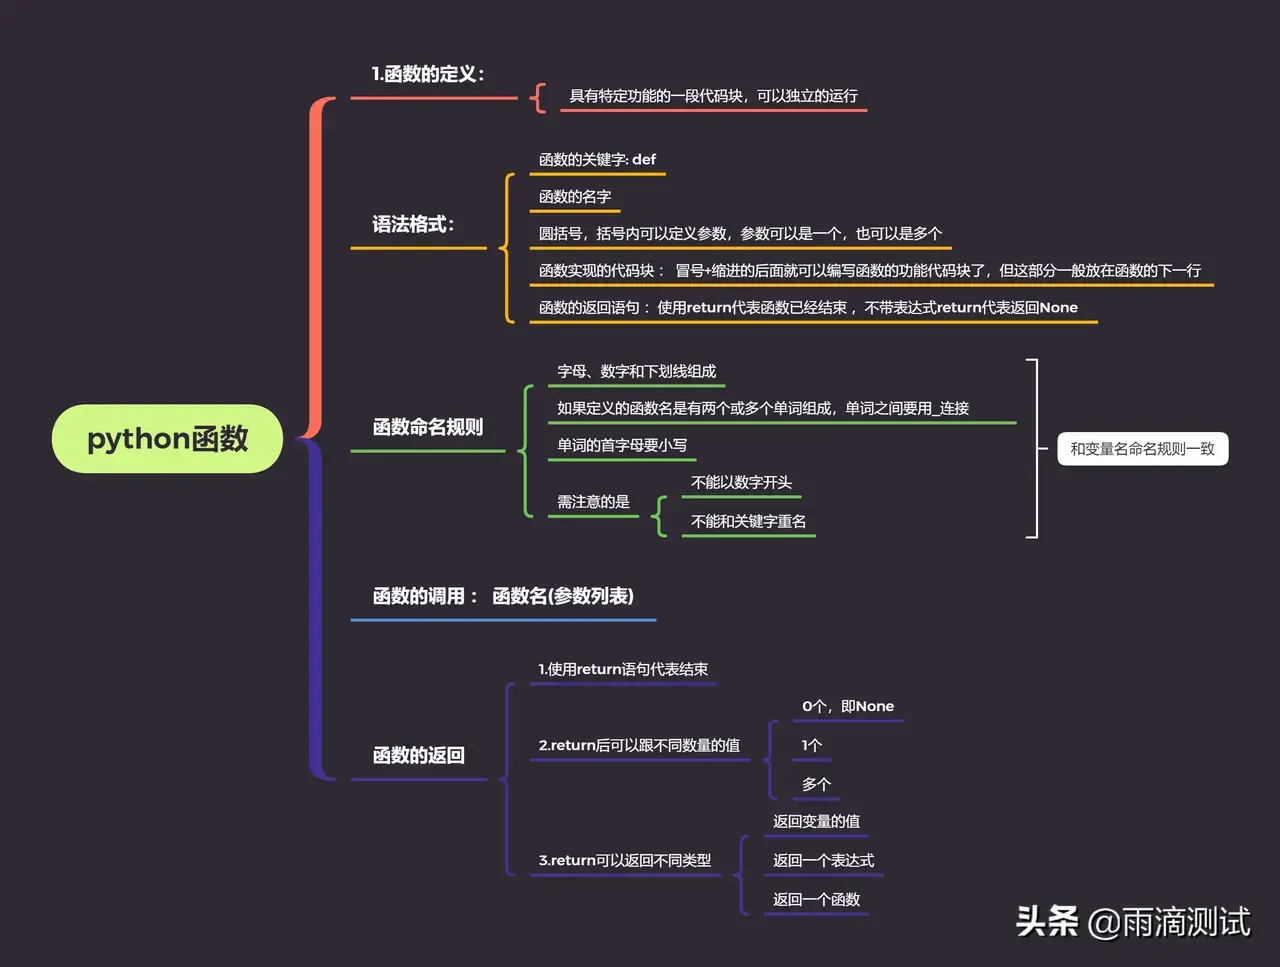 python函数
1.函数的定义：
具有特定功能的一段代码块，可以独立的运行
语法格式：
函数的关键字: def
函数的名字
圆括号，括号内可以定义参数，参数可以是一个，也可以是多个
函数实现的代码块 ： 冒号+缩进的后面就可以编写函数的功能代码块了，但这部分一般放在函数的下一行
函数的返回语句 ：使用return代表函数已经结束 ，不带表达式return代表返回None
函数命名规则
字母、数字和下划线组成
如果定义的函数名是有两个或多个单词组成，单词之间要用_连接
单词的首字母要小写
需注意的是
不能以数字开头
不能和关键字重名
和变量名命名规则一致
函数的调用 ： 函数名(参数列表)
函数的返回
1.使用return语句代表结束
2.return后可以跟不同数量的值
0个，即None
1个
多个
3.return可以返回不同类型
返回变量的值
返回一个表达式
返回一个函数
头条 @雨滴测试